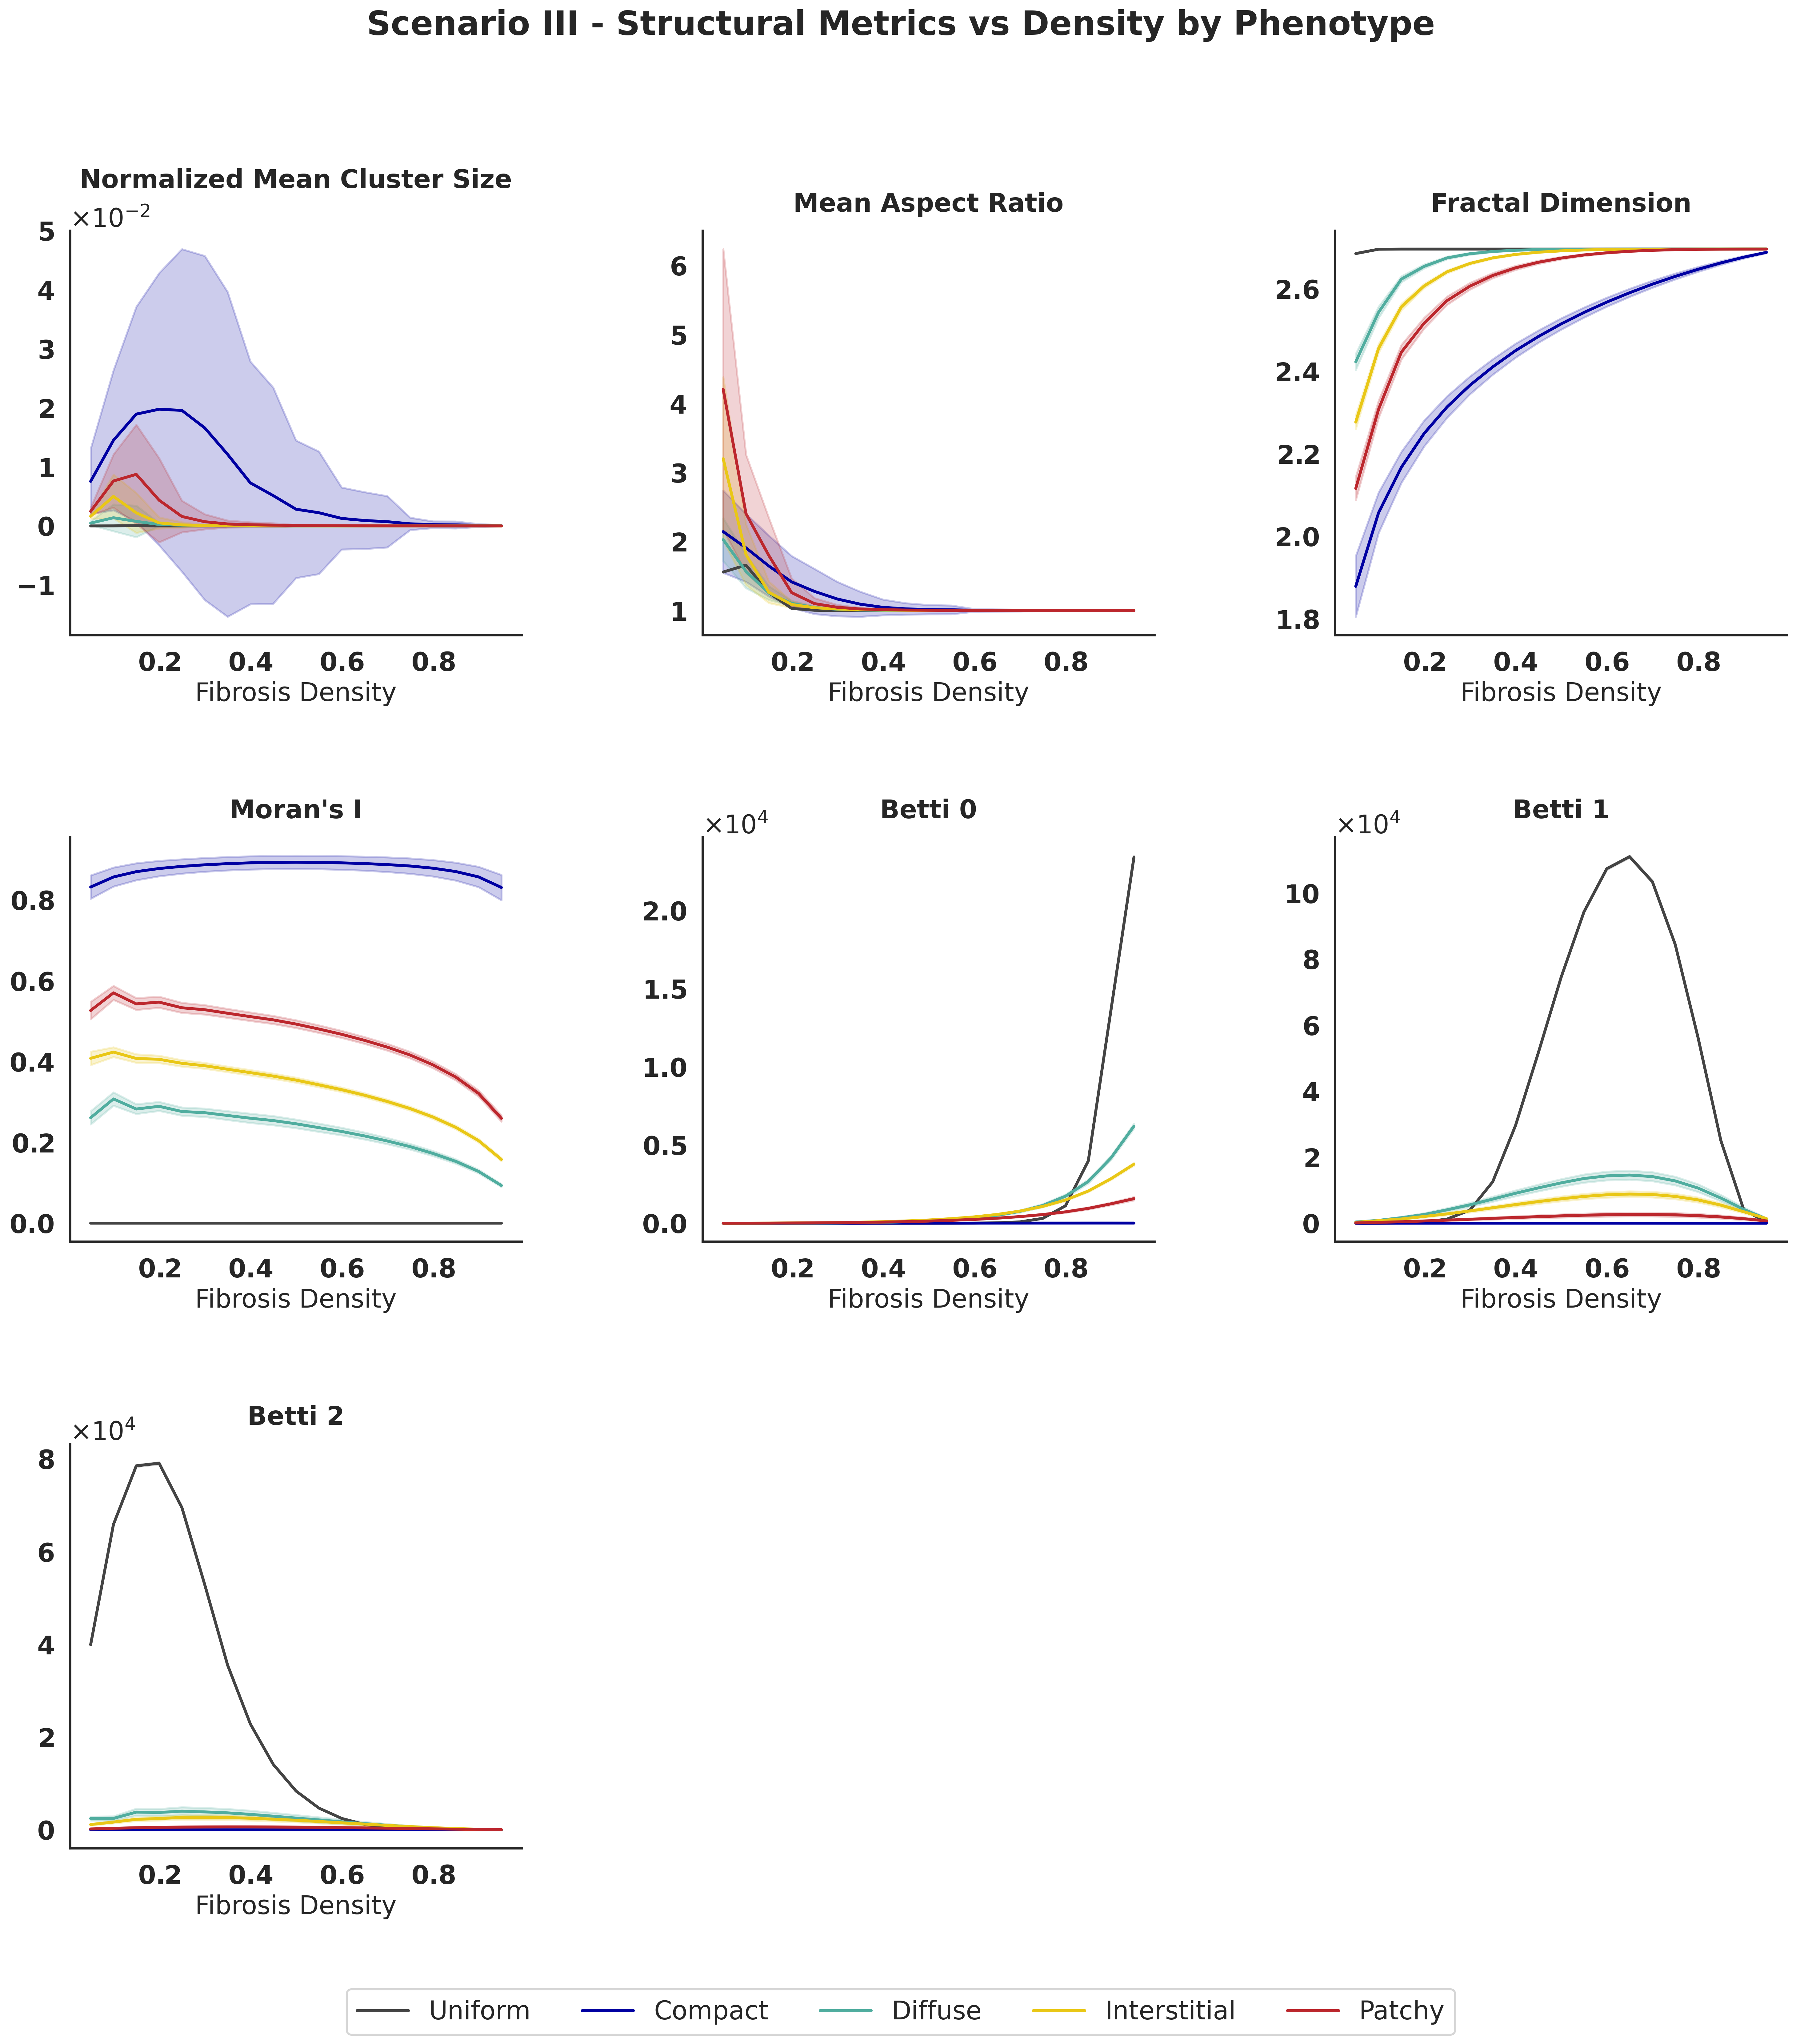 Scenario III - Structural Metrics vs Density by Phenotype
Normalized Mean Cluster Size
×10⁻²
5
4
3
2
1
0
−1
0.2 0.4 0.6 0.8
Fibrosis Density
Mean Aspect Ratio
6
5
4
3
2
1
0.2 0.4 0.6 0.8
Fibrosis Density
Fractal Dimension
2.6
2.4
2.2
2.0
1.8
0.2 0.4 0.6 0.8
Fibrosis Density
Moran's I
0.8
0.6
0.4
0.2
0.0
0.2 0.4 0.6 0.8
Fibrosis Density
Betti 0
×10⁴
2.0
1.5
1.0
0.5
0.0
0.2 0.4 0.6 0.8
Fibrosis Density
Betti 1
×10⁴
10
8
6
4
2
0
0.2 0.4 0.6 0.8
Fibrosis Density
Betti 2
×10⁴
8
6
4
2
0
0.2 0.4 0.6 0.8
Fibrosis Density
Uniform Compact Diffuse Interstitial Patchy